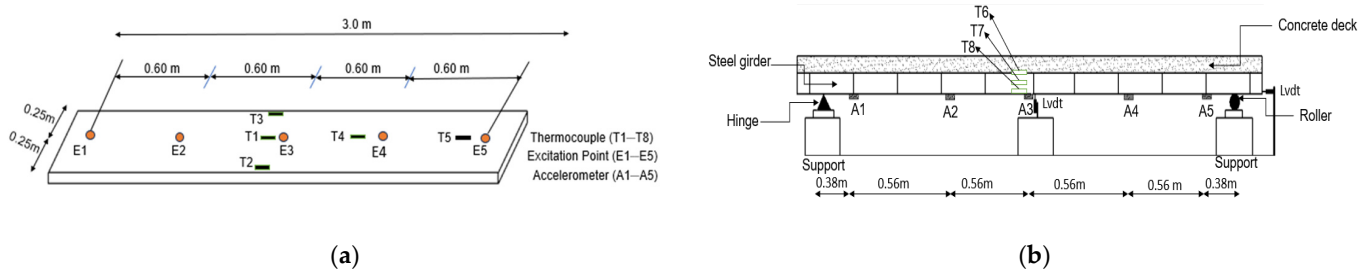 3.0 m
0.60 m 0.60 m 0.60 m 0.60 m
0.25m
0.25m
T3
E1 E2 T1 E3 T4 E4 T5 E5
T2
Thermocouple (T1—T8)
Excitation Point (E1—E5)
Accelerometer (A1—A5)
(a)
T6
T7
T8
Concrete deck
Steel girder
Hinge
A1 A2 A3 Lvdt A4 A5
Lvdt
Roller
Support Support
0.38m 0.56m 0.56m 0.56m 0.56 m 0.38m
(b)